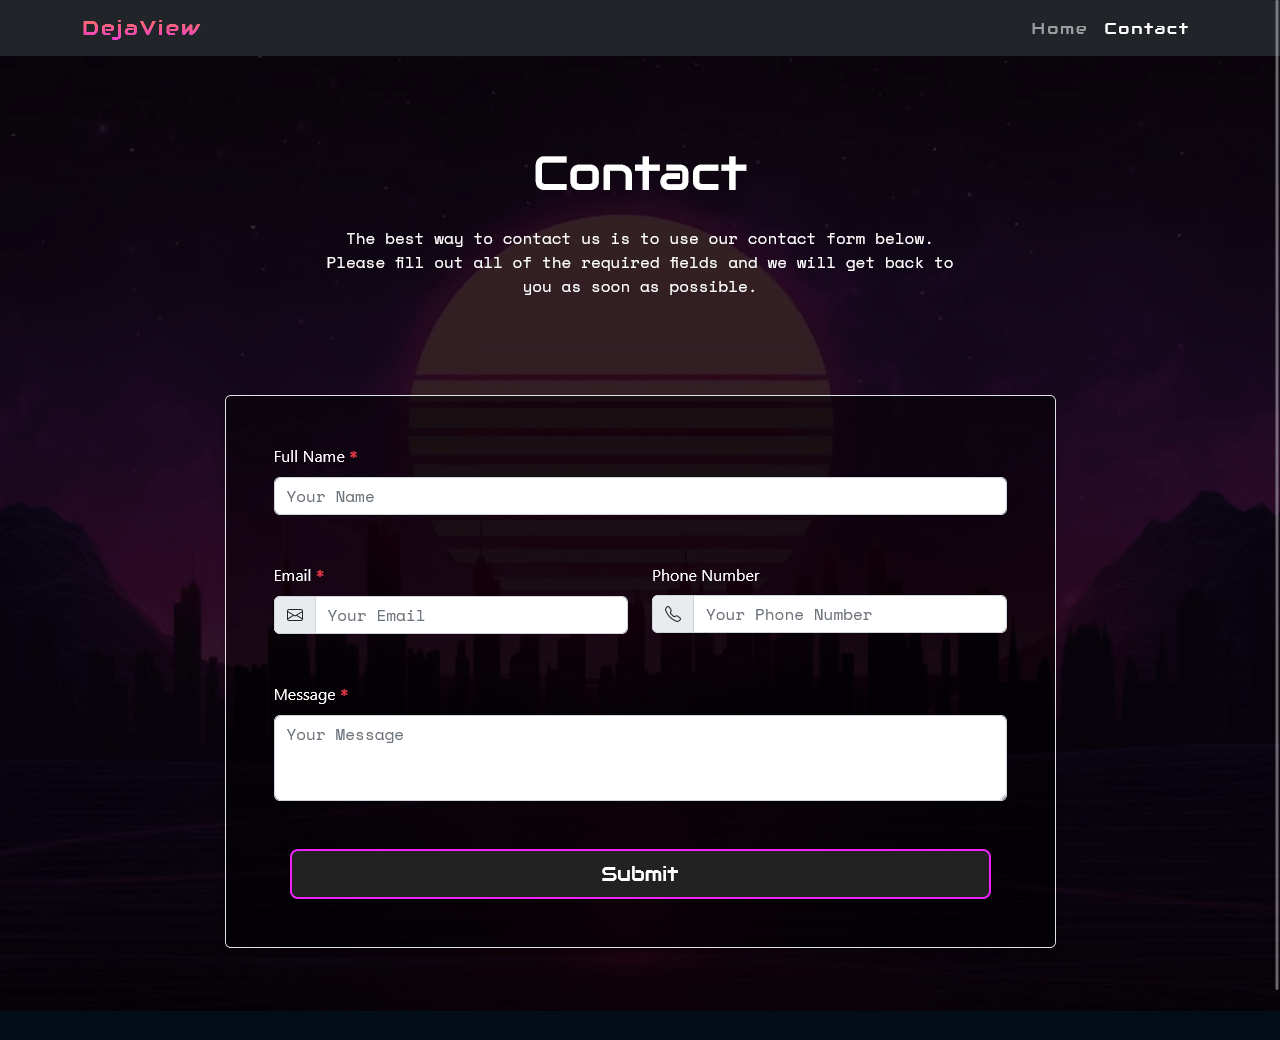 DejaView
Home Contact
Contact
The best way to contact us is to use our contact form below.
Please fill out all of the required fields and we will get back to
you as soon as possible.
Full Name *
Your Name
Email *
Phone Number
Your Email
Your Phone Number
Message *
Your Message
Submit